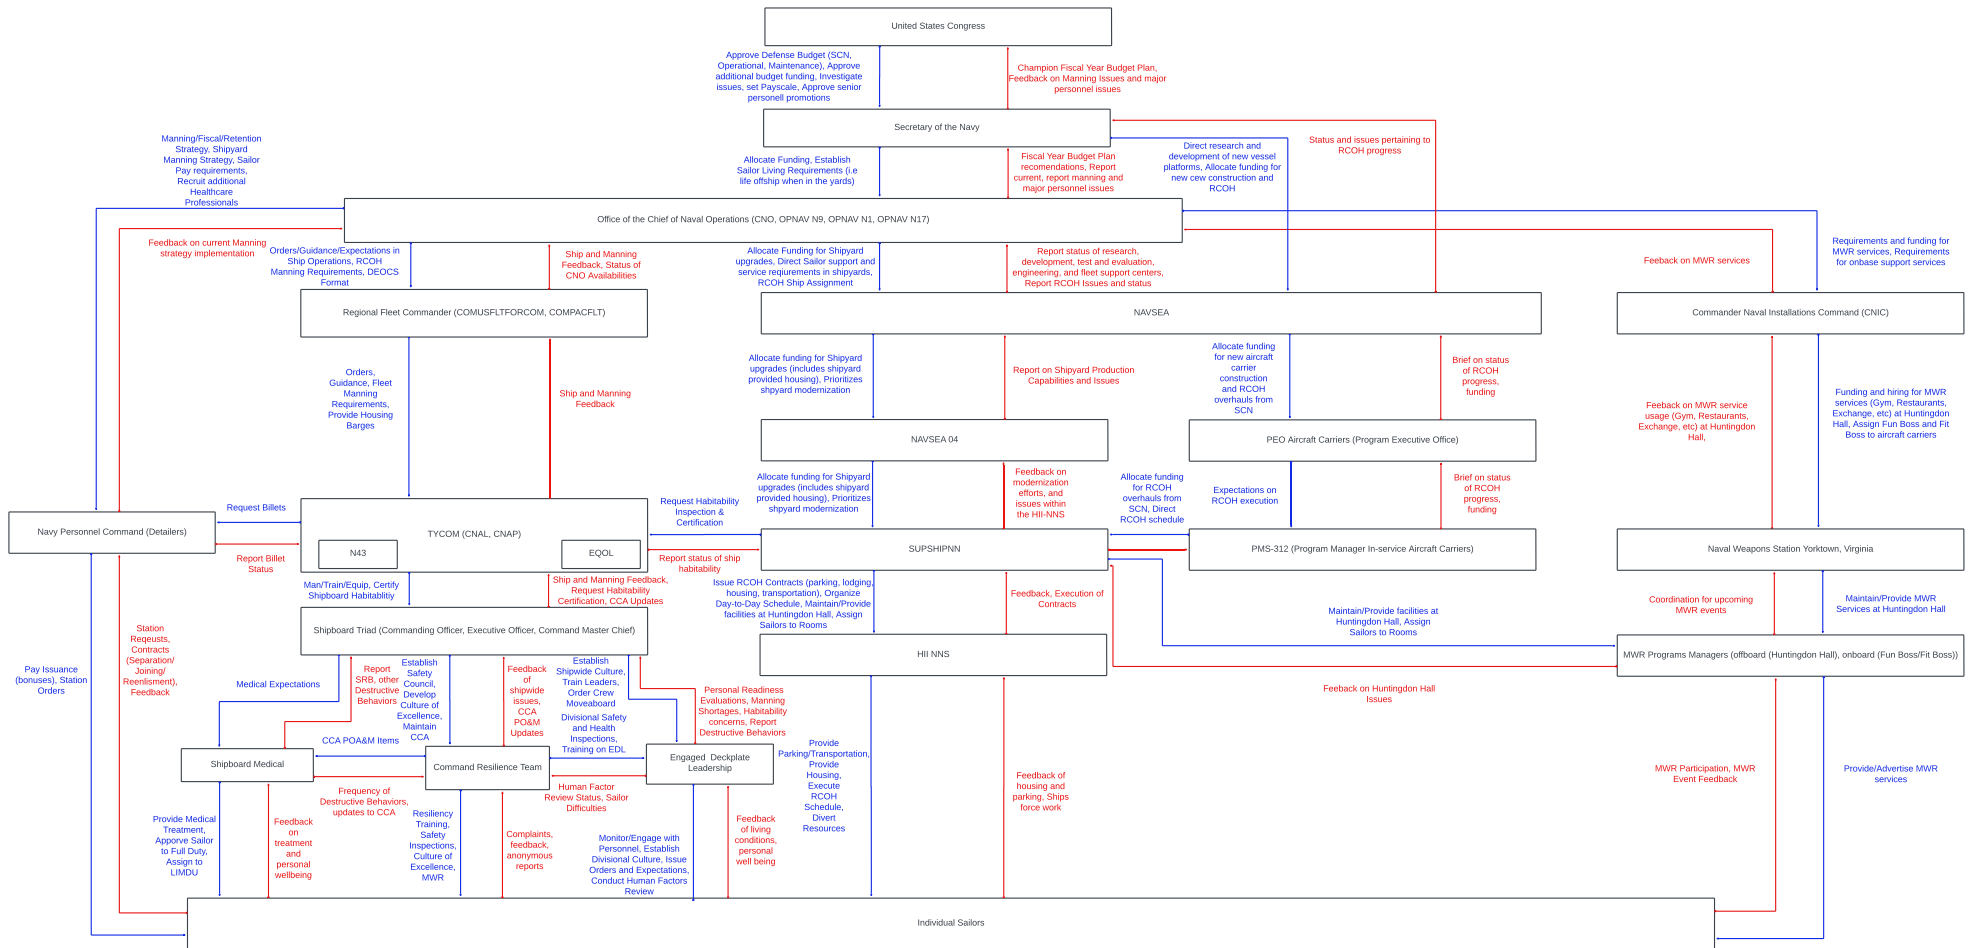 United States Congress
Approve Defense Budget (SCN,
Operational, Maintenance), Approve
additional budget funding, Investigate
issues, set Payscale, Approve senior
personell promotions
Champion Fiscal Year Budget Plan,
Feedback on Manning Issues and major
personnel issues
Secretary of the Navy
Manning/Fiscal/Retention
Strategy, Shipyard
Manning Strategy, Sailor
Pay requirements,
Recruit additional
Healthcare
Professionals
Allocate Funding, Establish
Sailor Living Requirements (i.e
life offship when in the yards)
Fiscal Year Budget Plan
recomendations, Report
current, report manning and
major personnel issues
Direct research and
development of new vessel
platforms, Allocate funding for
new cew construction and
RCOH
Status and issues pertaining to
RCOH progress
Office of the Chief of Naval Operations (CNO, OPNAV N9, OPNAV N1, OPNAV N17)
Feedback on current Manning
strategy implementation
Orders/Guidance/Expectations in
Ship Operations, RCOH
Manning Requirements, DEOCS
Format
Ship and Manning
Feedback, Status of
CNO Availabilities
Allocate Funding for Shipyard
upgrades, Direct Sailor support and
service reqiurements in shipyards,
RCOH Ship Assignment
Report status of research,
development, test and evaluation,
engineering, and fleet support centers,
Report RCOH Issues and status
Feeback on MWR services
Requirements and funding for
MWR services, Requirements
for onbase support services
Regional Fleet Commander (COMUSFLTFORCOM, COMPACFLT)
NAVSEA
Commander Naval Installations Command (CNIC)
Orders,
Guidance, Fleet
Manning
Requirements,
Provide Housing
Barges
Ship and Manning
Feedback
Allocate funding for Shipyard
upgrades (includes shipyard
provided housing), Prioritizes
shpyard modernization
Report on Shipyard Production
Capabilities and Issues
Allocate funding
for new aircraft
carrier
construction
and RCOH
overhauls from
SCN
Brief on status
of RCOH
progress,
funding
Feeback on MWR service
usage (Gym, Restaurants,
Exchange, etc) at Huntingdon
Hall,
Funding and hiring for MWR
services (Gym, Restaurants,
Exchange, etc) at Huntingdon
Hall, Assign Fun Boss and Fit
Boss to aircraft carriers
NAVSEA 04
PEO Aircraft Carriers (Program Executive Office)
Request Billets
Request Habitability
Inspection &
Certification
Allocate funding for Shipyard
upgrades (includes shipyard
provided housing), Prioritizes
shpyard modernization
Feedback on
modernization
efforts, and
issues within
the HII-NNS
Allocate funding
for RCOH
overhauls from
SCN, Direct
RCOH schedule
Expectations on
RCOH execution
Brief on status
of RCOH
progress,
funding
Navy Personnel Command (Detailers)
TYCOM (CNAL, CNAP)
N43
EQOL
SUPSHIPNN
PMS-312 (Program Manager In-service Aircraft Carriers)
Naval Weapons Station Yorktown, Virginia
Report Billet
Status
Report status of ship
habitability
Man/Train/Equip, Certify
Shipboard Habitablitiy
Ship and Manning Feedback,
Request Habitability
Certification, CCA Updates
Issue RCOH Contracts (parking, lodging,
housing, transportation), Organize
Day-to-Day Schedule, Maintain/Provide
facilities at Huntingdon Hall, Assign
Sailors to Rooms
Feedback, Execution of
Contracts
Maintain/Provide facilities at
Huntingdon Hall, Assign
Sailors to Rooms
Coordination for upcoming
MWR events
Maintain/Provide MWR
Services at Huntingdon Hall
Shipboard Triad (Commanding Officer, Executive Officer, Command Master Chief)
HII NNS
MWR Programs Managers (offboard (Huntingdon Hall), onboard (Fun Boss/Fit Boss))
Pay Issuance
(bonuses), Station
Orders
Station
Reqeusts,
Contracts
(Separation/
Joining/
Reenlisment),
Feedback
Medical Expectations
Report
SRB, other
Destructive
Behaviors
Establish
Safety
Council,
Develop
Culture of
Excellence,
Maintain
CCA
Feedback
of
shipwide
issues,
CCA
PO&M
Updates
Establish
Shipwide Culture,
Train Leaders,
Order Crew
Moveaboard
Personal Readiness
Evaluations, Manning
Shortages, Habitability
concerns, Report
Destructive Behaviors
Feeback on Huntingdon Hall
Issues
CCA POA&M Items
Divisional Safety
and Health
Inspections,
Training on EDL
Shipboard Medical
Command Resilience Team
Engaged Deckplate
Leadership
Frequency of
Destructive Behaviors,
updates to CCA
Human Factor
Review Status, Sailor
Difficulties
Provide
Parking/Transportation,
Provide
Housing,
Execute
RCOH
Schedule,
Divert
Resources
Feedback of
housing and
parking, Ships
force work
MWR Participation, MWR
Event Feedback
Provide/Advertise MWR
services
Provide Medical
Treatment,
Apporve Sailor
to Full Duty,
Assign to
LIMDU
Feedback
on
treatment
and
personal
wellbeing
Resiliency
Training,
Safety
Inspections,
Culture of
Excellence,
MWR
Complaints,
feedback,
anonymous
reports
Monitor/Engage with
Personnel, Establish
Divisional Culture, Issue
Orders and Expectations,
Conduct Human Factors
Review
Feedback
of living
conditions,
personal
well being
Individual Sailors